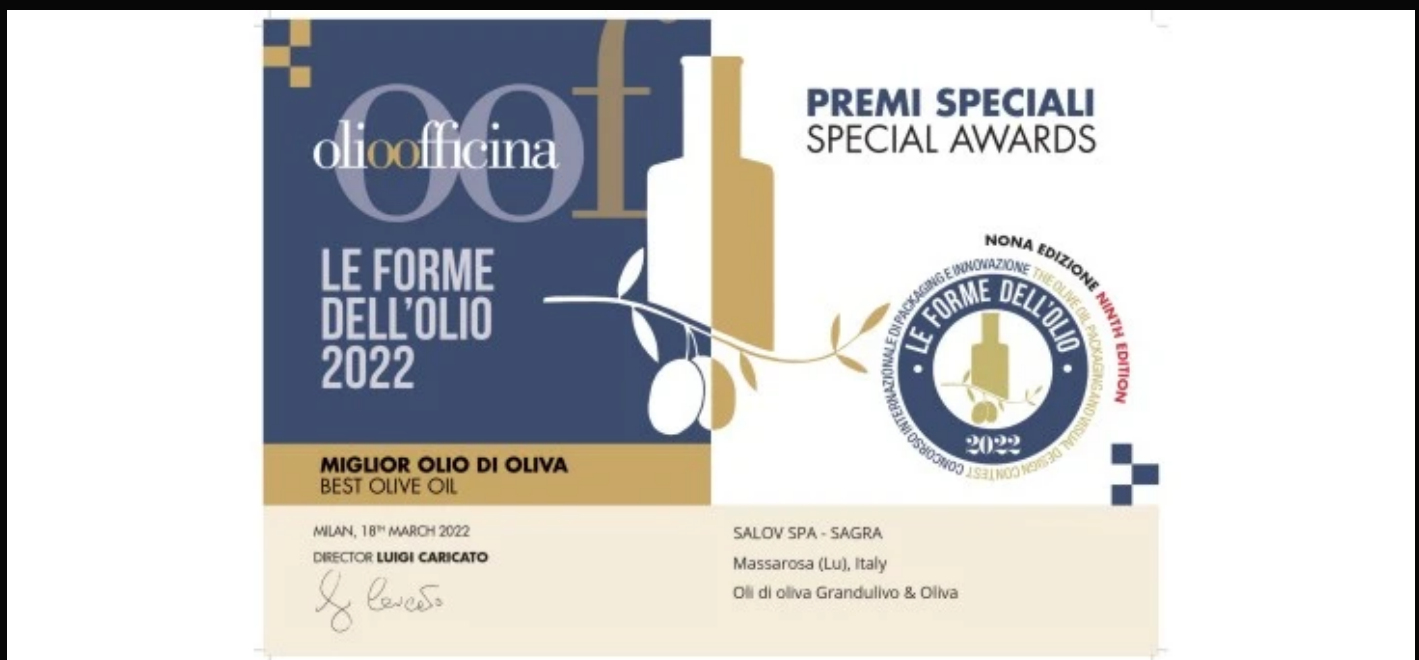 oof
olioofficina
LE FORME
DELL'OLIO
2022
MIGLIOR OLIO DI OLIVA
BEST OLIVE OIL
PREMI SPECIALI
SPECIAL AWARDS
NONA EDIZIONE NINTH EDITION
CONCORSO INTERNAZIONALE DI PACKAGING E INNOVAZIONE THE OLIVE OIL PACKAGING AND VISUAL DESIGN CONTEST
• LE FORME DELL'OLIO •
2022
MILAN, 18TH MARCH 2022
DIRECTOR LUIGI CARICATO
SALOV SPA - SAGRA
Massarosa (Lu), Italy
Oli di oliva Grandulivo & Oliva